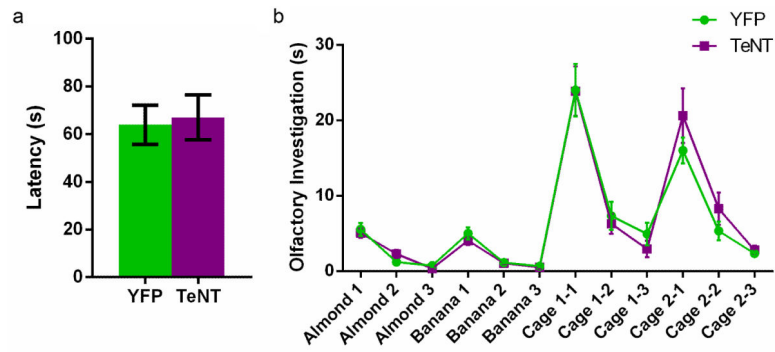 a
Latency (s)
100
80
60
40
20
0
YFP TeNT
b
YFP
TeNT
Olfactory Investigation (s)
30
20
10
0
Almond 1
Almond 2
Almond 3
Banana 1
Banana 2
Banana 3
Cage 1-1
Cage 1-2
Cage 1-3
Cage 2-1
Cage 2-2
Cage 2-3